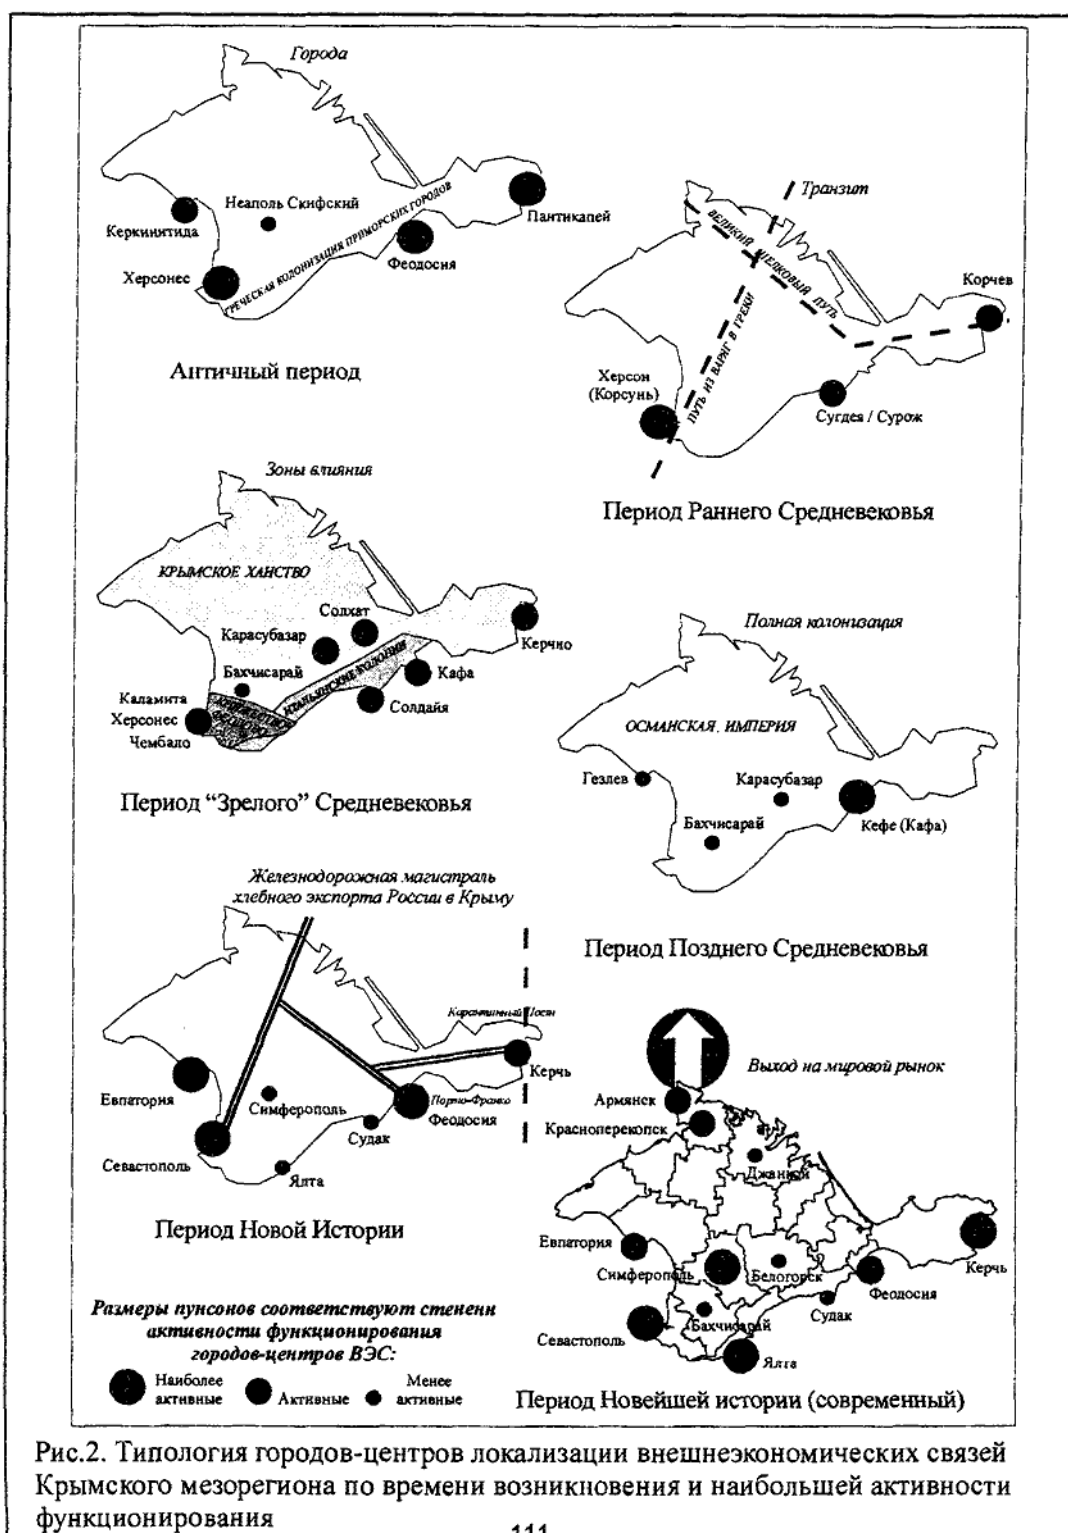 Города
Неаполь Скифский
Керкинитида
Пантикапей
ГРЕЧЕСКАЯ КОЛОНИЗАЦИЯ ПРИМОРСКИХ ГОРОДОВ
Феодосия
Херсонес
Античный период
Транзит
ВЕЛИКИЙ ШЕЛКОВЫЙ ПУТЬ
Корчев
ПУТЬ ИЗ ВАРЯГ В ГРЕКИ
Херсон
(Корсунь)
Сугдея / Сурож
Период Раннего Средневековья
Зоны влияния
КРЫМСКОЕ ХАНСТВО
Солхат
Карасубазар
Керчио
ИТАЛЬЯНСКИЕ КОЛОНИИ
Бахчисарай
Кафа
Каламита
Херсонес
Чембало
Солдайя
Период “Зрелого” Средневековья
Полная колонизация
ОСМАНСКАЯ. ИМПЕРИЯ
Гезлев
Карасубазар
Бахчисарай
Кефе (Кафа)
Период Позднего Средневековья
Железнодорожная магистраль
хлебного экспорта России в Крыму
Керчь
Евпатория
Симферополь
Порто-Франко
Феодосия
Судак
Севастополь
Ялта
Период Новой Истории
Выход на мировой рынок
Армянск
Красноперекопск
Джанкой
Евпатория
Симферополь
Белогорск
Керчь
Феодосия
Судак
Севастополь
Бахчисарай
Ялта
Период Новейшей истории (современный)
Размеры пунсонов соответствуют степени
активности функционирования
городов-центров ВЭС:
Наиболее
активные
Активные
Менее
активные
Рис.2. Типология городов-центров локализации внешнеэкономических связей
Крымского мезорегиона по времени возникновения и наибольшей активности
функционирования
111